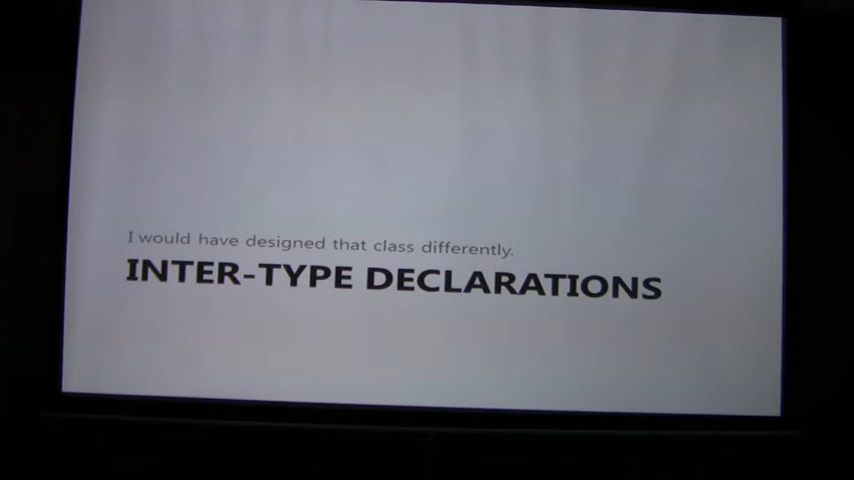 I would have designed that class differently.
INTER-TYPE DECLARATIONS